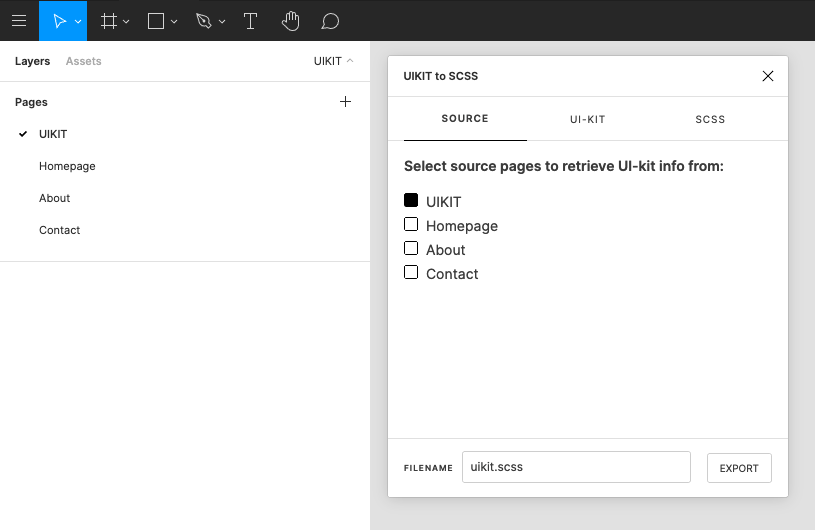 Layers Assets UIKIT
Pages
UIKIT
Homepage
About
Contact
UIKIT to SCSS
SOURCE UI-KIT SCSS
Select source pages to retrieve UI-kit info from:
UIKIT
Homepage
About
Contact
FILENAME uikit.scss EXPORT